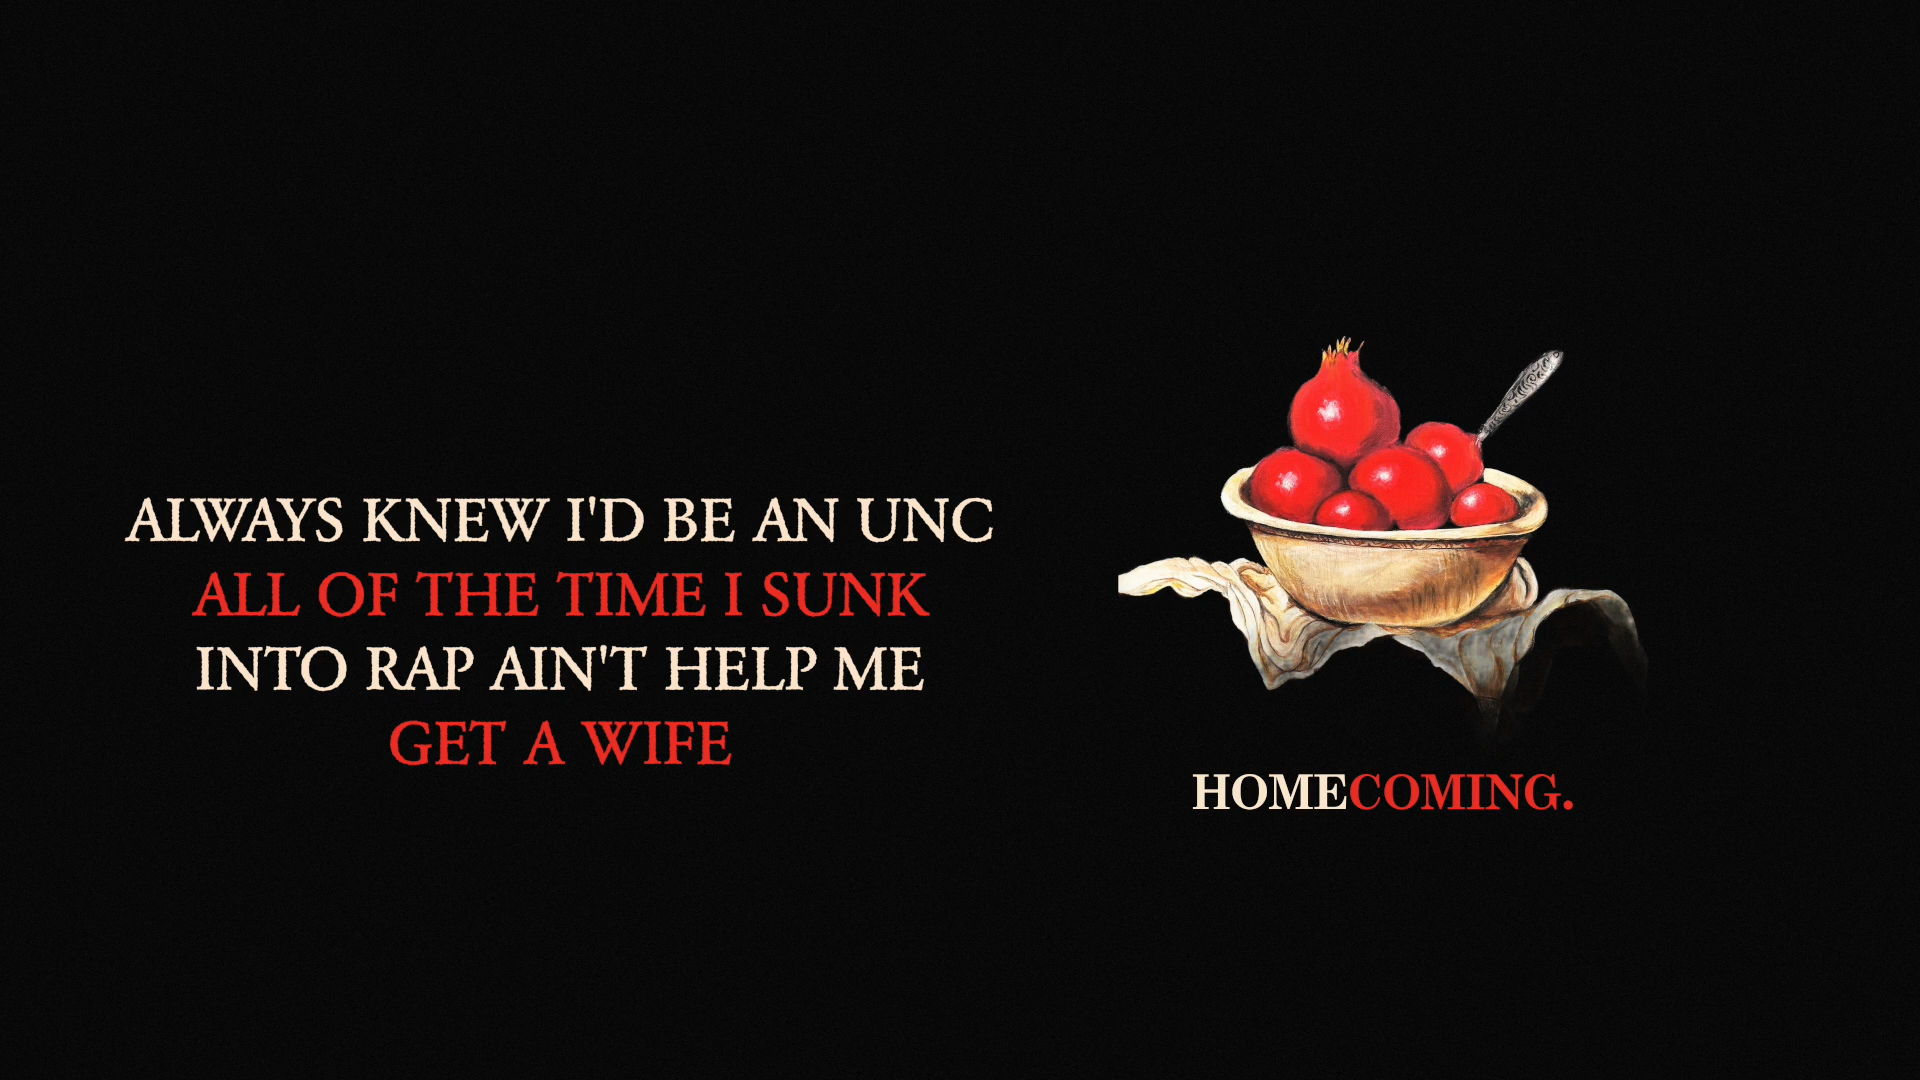 ALWAYS KNEW I'D BE AN UNC
ALL OF THE TIME I SUNK
INTO RAP AIN'T HELP ME
GET A WIFE
HOMECOMING.